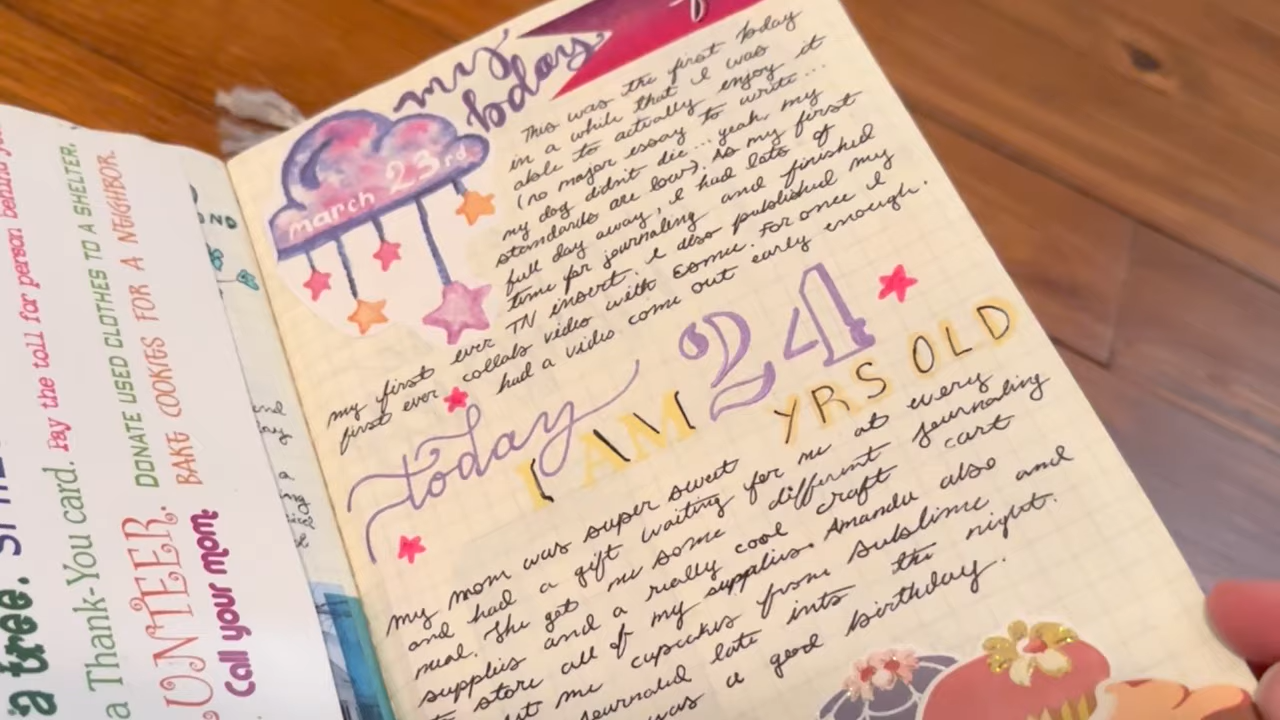 my
bday
march 23rd
This was the first bday
in a while that I was
able to actually enjoy it
(no major essay to write...
my dog didn't die... yeah, my
standards are low). As my first
full day away, I had lots of
time for journaling and finished
my first ever TN insert. I also published my
first ever collab video with Esmie. For once I
had a video come out early enough.
today I AM 24 YRS OLD
my mom was super sweet
and had a gift waiting for me at every
meal. She got me some different journaling
supplies and a really cool craft cart
to store all of my supplies. Amanda also
me cupcakes from Sublime and
journaled late into the night.
was a good birthday.
a tree.
a Thank-You card. Pay the toll for person behind
DONATE USED CLOTHES TO A SHELTER.
BAKE COOKIES FOR A NEIGHBOR.
Call your mom.